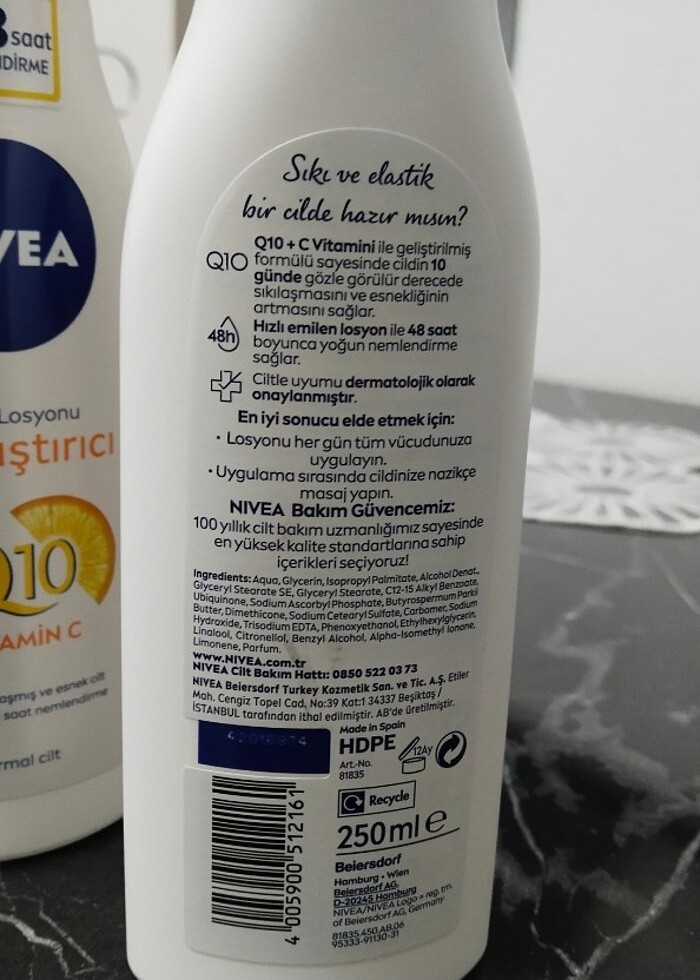 saat
NIVEA
Losyonu
Q10
saat nemlendirme
Sıkı ve elastik
bir cilde hazır mısın?
Q10
Q10 + C Vitamini ile geliştirilmiş
formülü sayesinde cildin 10
günde gözle görülür derecede
sıkılaşmasını ve esnekliğinin
artmasını sağlar.
48h
Hızlı emilen losyon ile 48 saat
boyunca yoğun nemlendirme
sağlar.
Ciltle uyumu dermatolojik olarak
onaylanmıştır.
En iyi sonucu elde etmek için:
• Losyonu her gün tüm vücudunuza
uygulayın.
• Uygulama sırasında cildinize nazikçe
masaj yapın.
NIVEA Bakım Güvencemiz:
100 yıllık cilt bakım uzmanlığımız sayesinde
en yüksek kalite standartlarına sahip
içerikleri seçiyoruz!
Ingredients: Aqua, Glycerin, Isopropyl Palmitate, Alcohol Denat.,
Glyceryl Stearate SE, Glyceryl Stearate, C12-15 Alkyl Benzoate,
Ubiquinone, Sodium Ascorbyl Phosphate, Butyrospermum Parkii
Butter, Dimethicone, Sodium Cetearyl Sulfate, Carbomer, Sodium
Hydroxide, Trisodium EDTA, Phenoxyethanol, Ethylhexylglycerin,
Linalool, Citronellol, Benzyl Alcohol, Alpha-Isomethyl Ionone,
Limonene, Parfum.
www.NIVEA.com.tr
NIVEA Cilt Bakım Hattı: 0850 522 03 73
NIVEA Beiersdorf Turkey Kozmetik San. ve Tic. A.Ş. Etiler
Mah. Cengiz Topel Cad. No:39 Kat:1 34337 Beşiktaş /
İSTANBUL tarafından ithal edilmiştir. AB'de üretilmiştir.
Made in Spain
HDPE
12Ay
Art.-No.
81835
Recycle
250ml e
Beiersdorf
Hamburg • Wien
Beiersdorf AG,
D-20245 Hamburg
NIVEA/NIVEA Logo = reg. tm.
of Beiersdorf AG, Germany
81835.450.AB.06
95333-91130-31
4 005900 512161